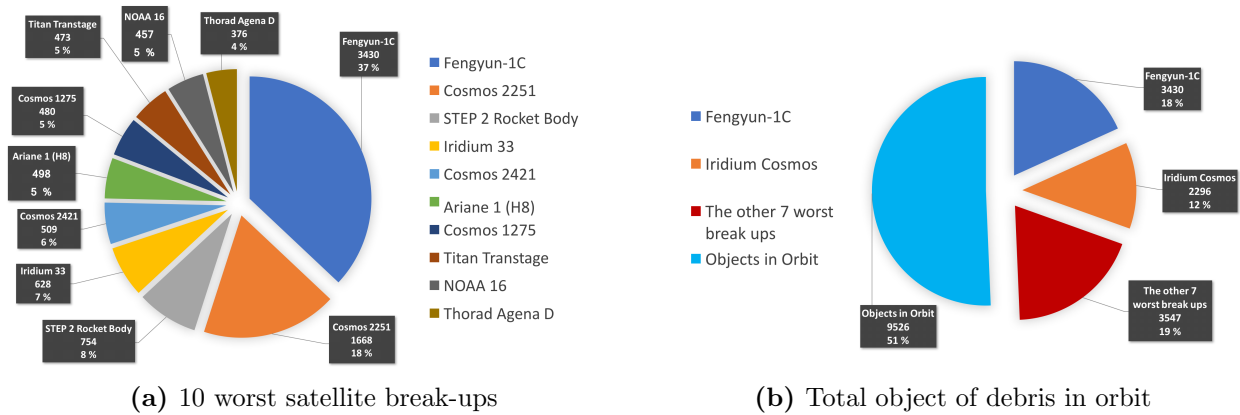 NOAA 16
457
5 %
Thorad Agena D
376
4 %
Titan Transtage
473
5 %
Fengyun-1C
3430
37 %
Cosmos 1275
480
5 %
Ariane 1 (H8)
498
5 %
Cosmos 2421
509
6 %
Iridium 33
628
7 %
STEP 2 Rocket Body
754
8 %
Cosmos 2251
1668
18 %
Fengyun-1C
Cosmos 2251
STEP 2 Rocket Body
Iridium 33
Cosmos 2421
Ariane 1 (H8)
Cosmos 1275
Titan Transtage
NOAA 16
Thorad Agena D
(a) 10 worst satellite break-ups
Fengyun-1C
Iridium Cosmos
The other 7 worst
break ups
Objects in Orbit
Fengyun-1C
3430
18 %
Iridium Cosmos
2296
12 %
The other 7
worst break ups
3547
19 %
Objects in Orbit
9526
51 %
(b) Total object of debris in orbit